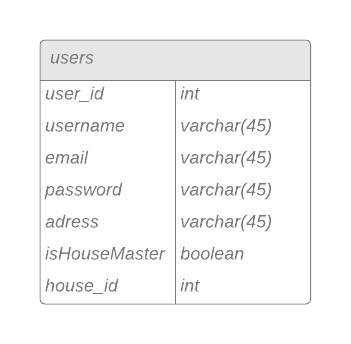 users
user_id int
username varchar(45)
email varchar(45)
password varchar(45)
adress varchar(45)
isHouseMaster boolean
house_id int